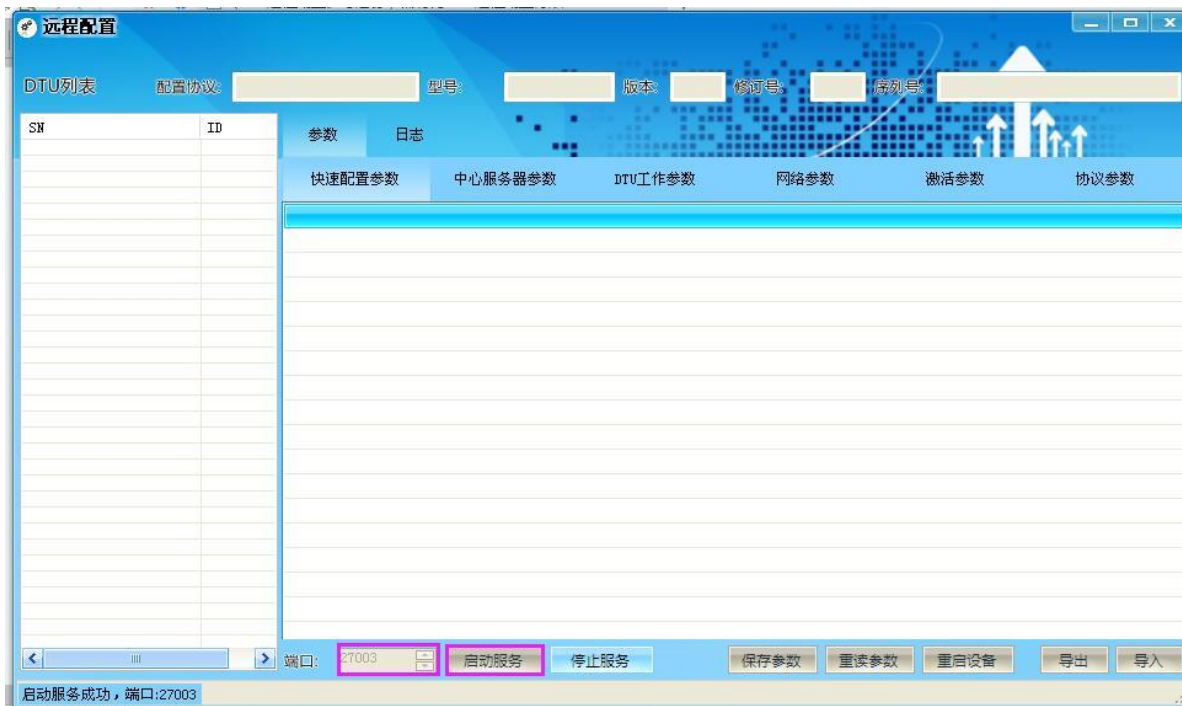 远程配置
DTU列表 配置协议: 型号: 版本: 修订号: 序列号:
SN ID
参数 日志
快速配置参数 中心服务器参数 DTU工作参数 网络参数 激活参数 协议参数
端口: 27003 启动服务 停止服务 保存参数 重读参数 重启设备 导出 导入
启动服务成功，端口:27003